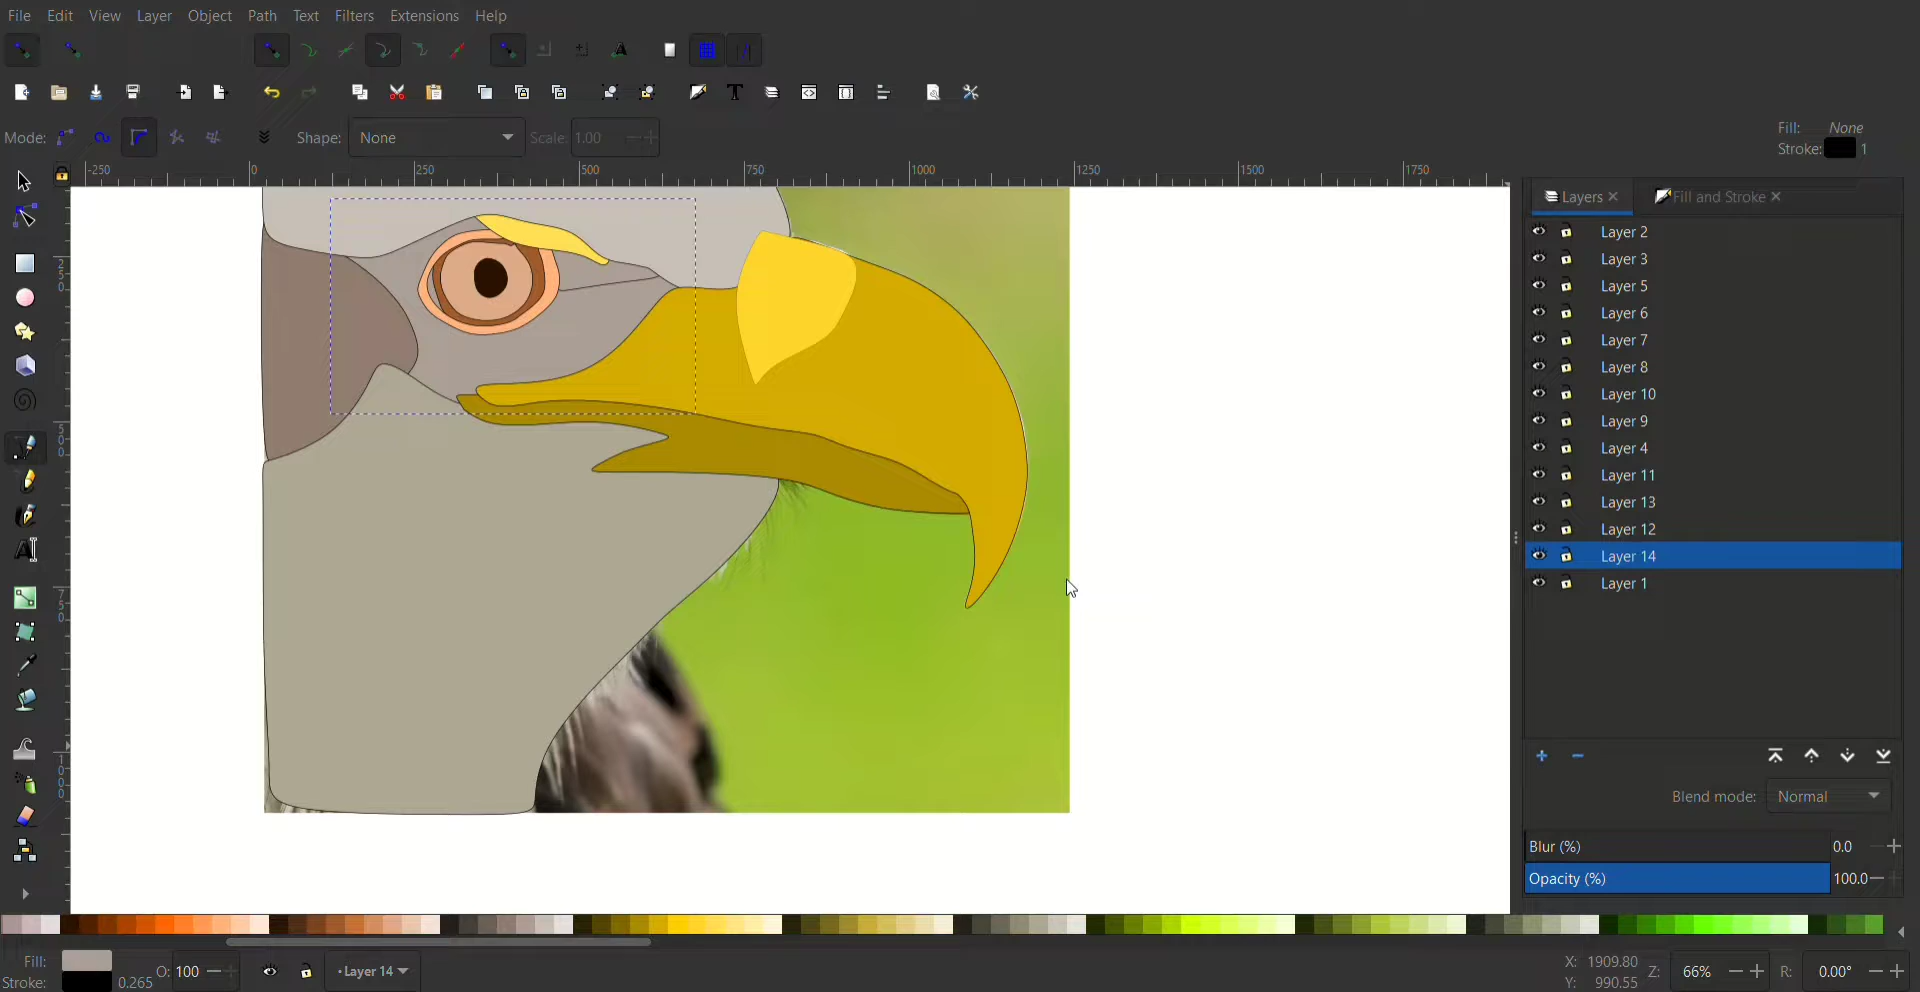 File Edit View Layer Object Path Text Filters Extensions Help
Mode: Shape: None Scale: 1.00
Fill: None
Stroke: 1
-250 0 250 500 750 1000 1250 1500 1750
250
500
750
1000
Layers Fill and Stroke
Layer 2
Layer 3
Layer 5
Layer 6
Layer 7
Layer 8
Layer 10
Layer 9
Layer 4
Layer 11
Layer 13
Layer 12
Layer 14
Layer 1
Blend mode: Normal
Blur (%) 0.0
Opacity (%) 100.0
Fill: O: 100 • Layer 14 X: 1909.80 Z: 66% R: 0.00°
Stroke: 0.265 Y: 990.55